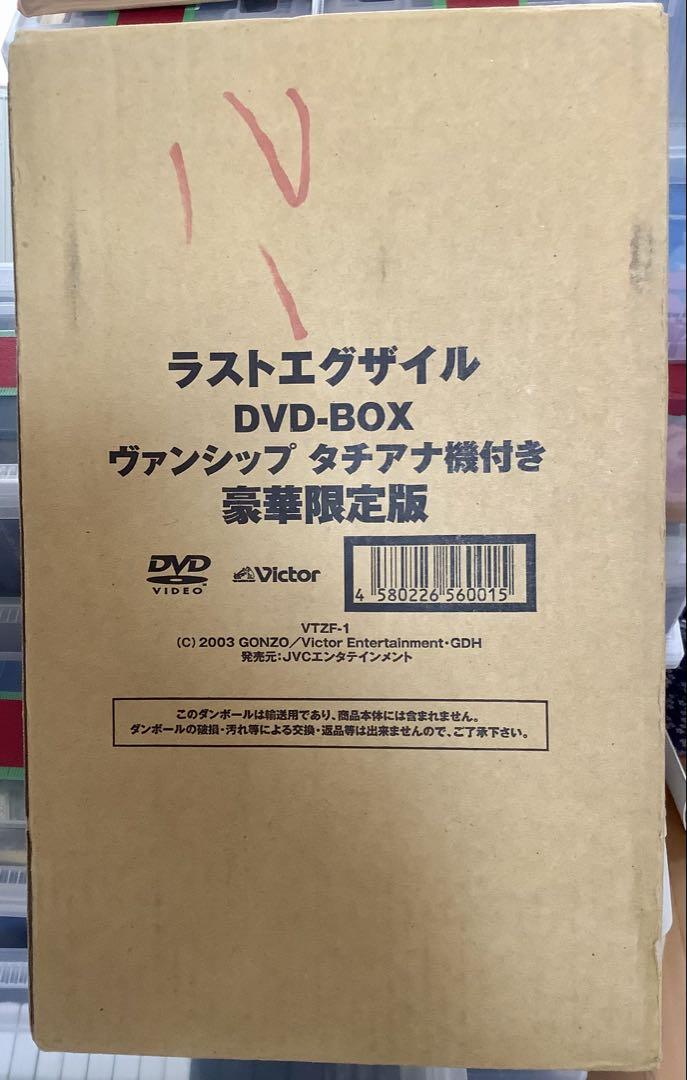 ラストエグザイル
DVD-BOX
ヴァンシップ タチアナ機付き
豪華限定版
DVD VIDEO™ Victor 4 580226 560015
VTZF-1
(C) 2003 GONZO／Victor Entertainment・GDH
発売元：JVCエンタテインメント
このダンボールは輸送用であり、商品本体には含まれません。
ダンボールの破損・汚れ等による交換・返品等は出来ませんので、ご了承下さい。